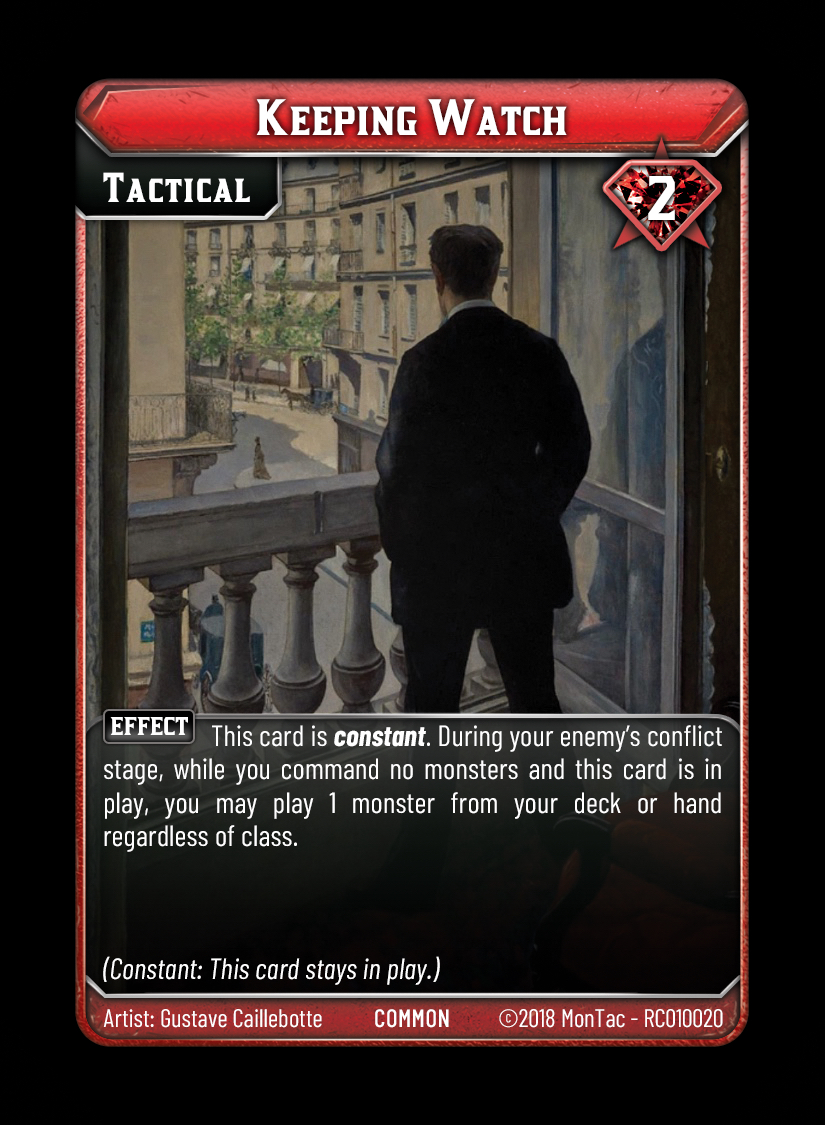 Keeping Watch
Tactical
2
EFFECT This card is constant. During your enemy's conflict
stage, while you command no monsters and this card is in
play, you may play 1 monster from your deck or hand
regardless of class.
(Constant: This card stays in play.)
Artist: Gustave Caillebotte COMMON ©2018 MonTac - RC010020